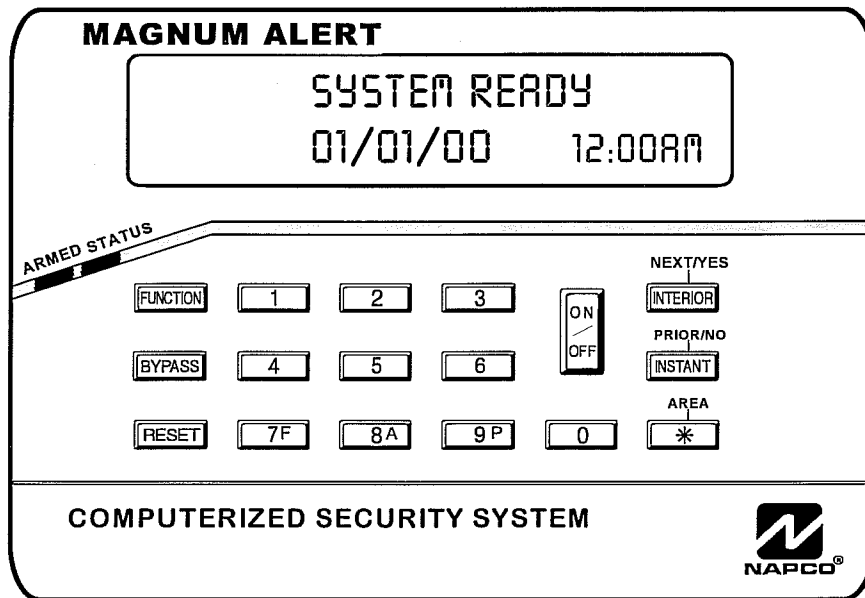 MAGNUM ALERT
SYSTEM READY
01/01/00 12:00AM
ARMED STATUS
NEXT/YES
FUNCTION 1 2 3 ON/OFF INTERIOR
PRIOR/NO
BYPASS 4 5 6 INSTANT
AREA
RESET 7F 8A 9P 0 *
COMPUTERIZED SECURITY SYSTEM
NAPCO®